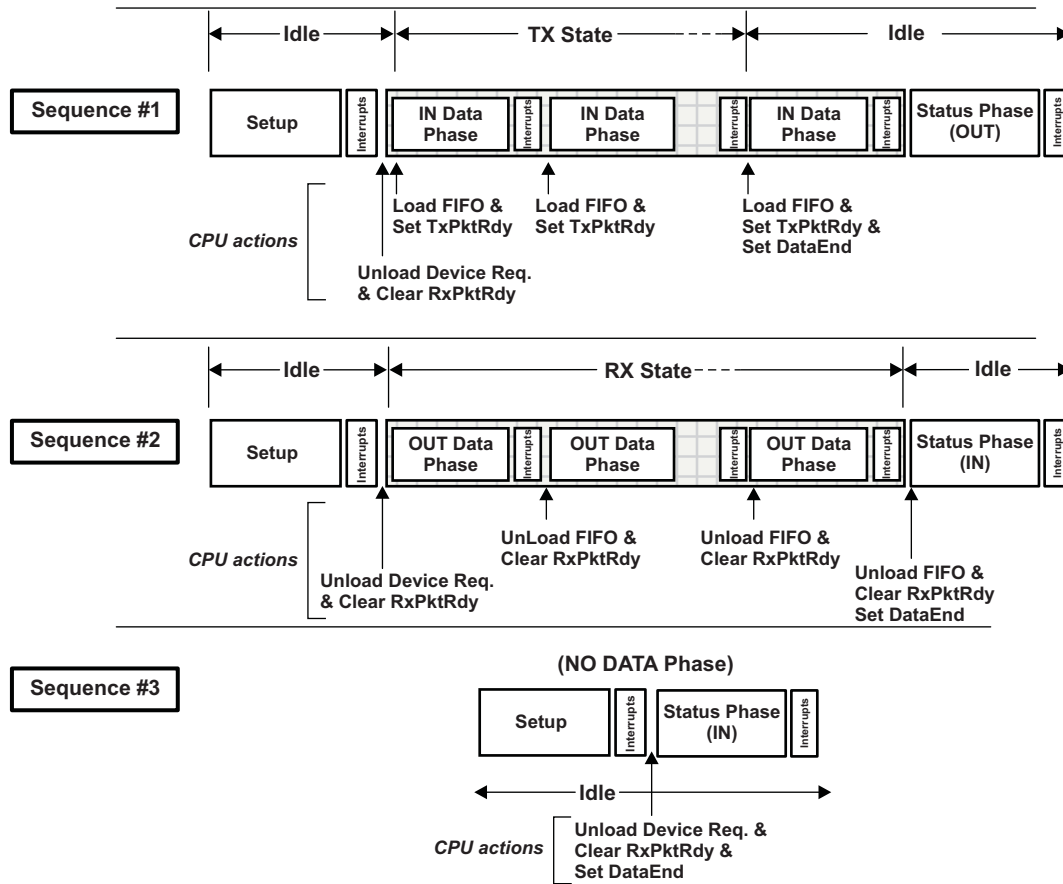 Idle
TX State
Idle
Sequence #1
Setup
Interrupts
IN Data
Phase
Interrupts
IN Data
Phase
Interrupts
IN Data
Phase
Interrupts
Status Phase
(OUT)
Interrupts
CPU actions
Load FIFO &
Set TxPktRdy
Load FIFO &
Set TxPktRdy
Load FIFO &
Set TxPktRdy &
Set DataEnd
Unload Device Req.
& Clear RxPktRdy
Idle
RX State
Idle
Sequence #2
Setup
Interrupts
OUT Data
Phase
Interrupts
OUT Data
Phase
Interrupts
OUT Data
Phase
Interrupts
Status Phase
(IN)
Interrupts
CPU actions
Unload Device Req.
& Clear RxPktRdy
UnLoad FIFO &
Clear RxPktRdy
Unload FIFO &
Clear RxPktRdy
Unload FIFO &
Clear RxPktRdy
Set DataEnd
Sequence #3
(NO DATA Phase)
Setup
Interrupts
Status Phase
(IN)
Interrupts
Idle
CPU actions
Unload Device Req. &
Clear RxPktRdy &
Set DataEnd